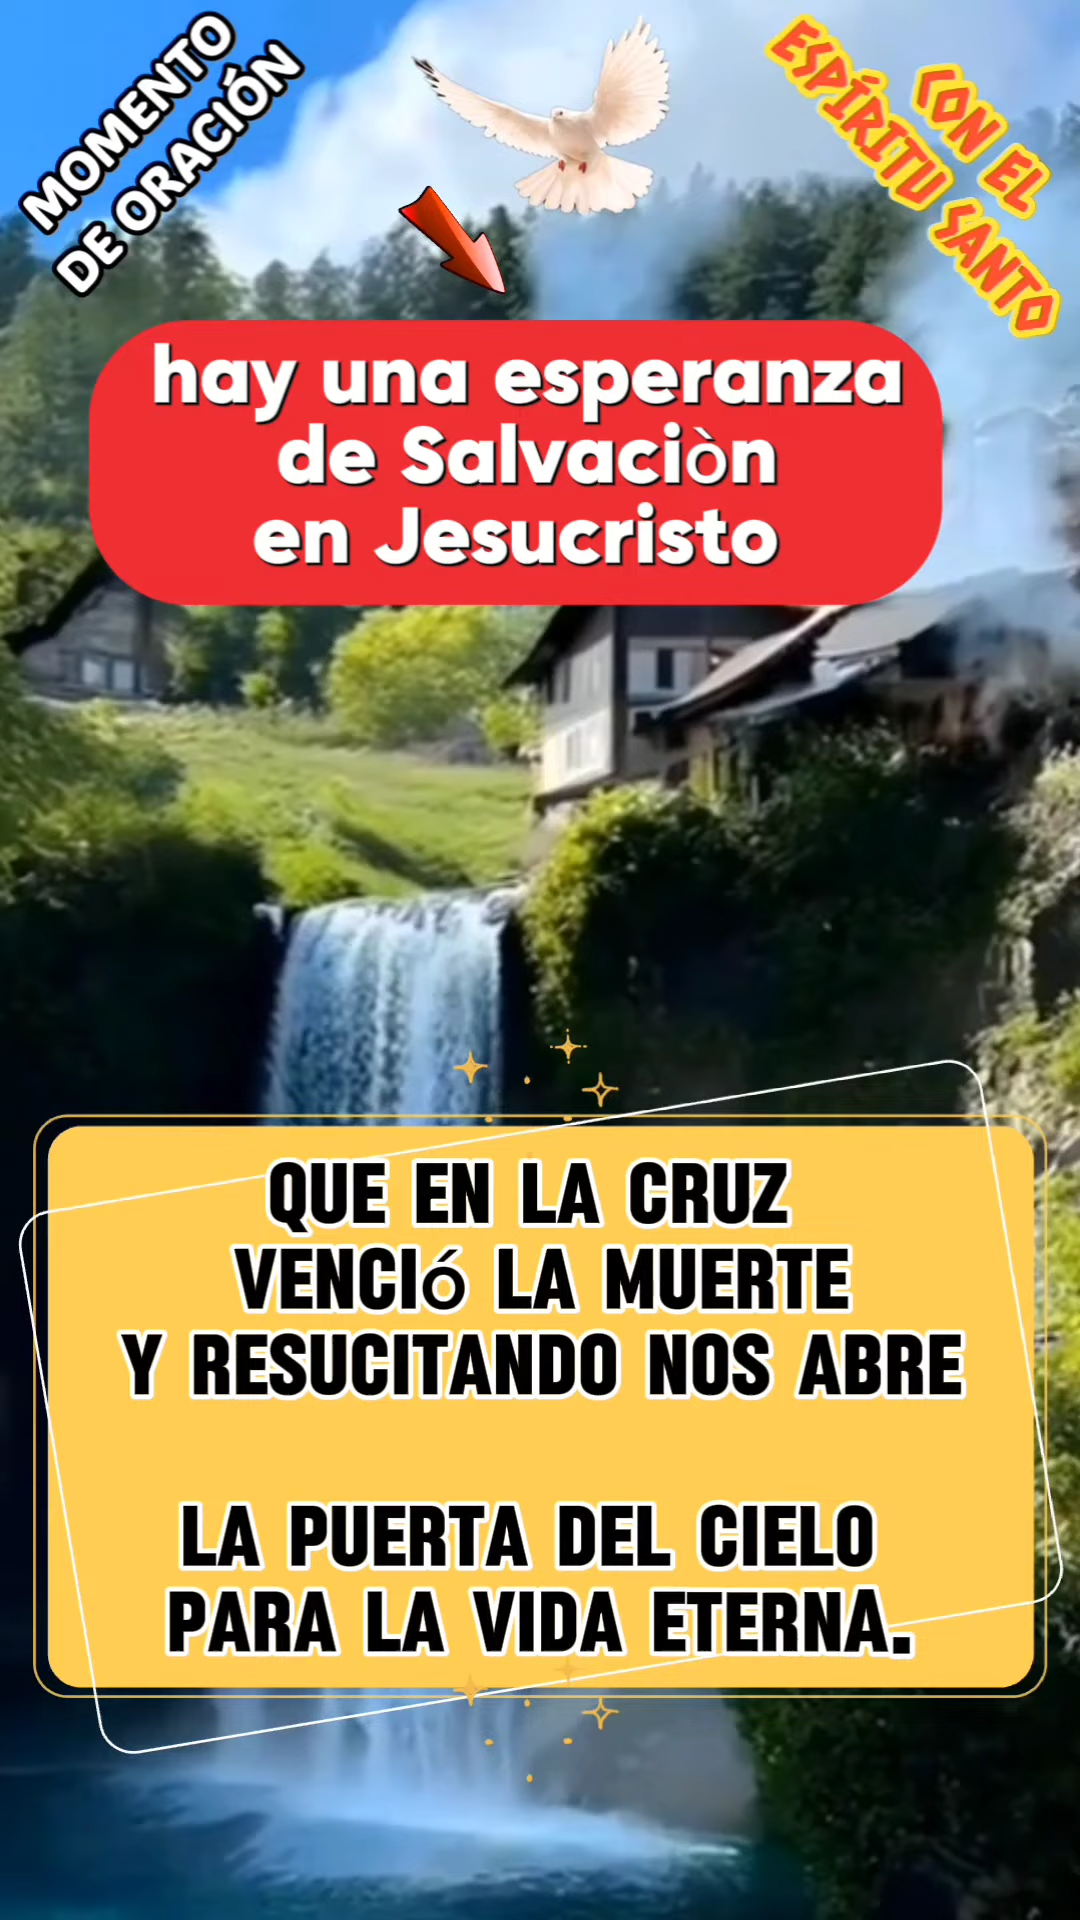 MOMENTO
DE ORACIÓN
CON EL
ESPÍRITU SANTO
hay una esperanza
de Salvaciòn
en Jesucristo
QUE EN LA CRUZ
VENCIó LA MUERTE
Y RESUCITANDO NOS ABRE
LA PUERTA DEL CIELO
PARA LA VIDA ETERNA.